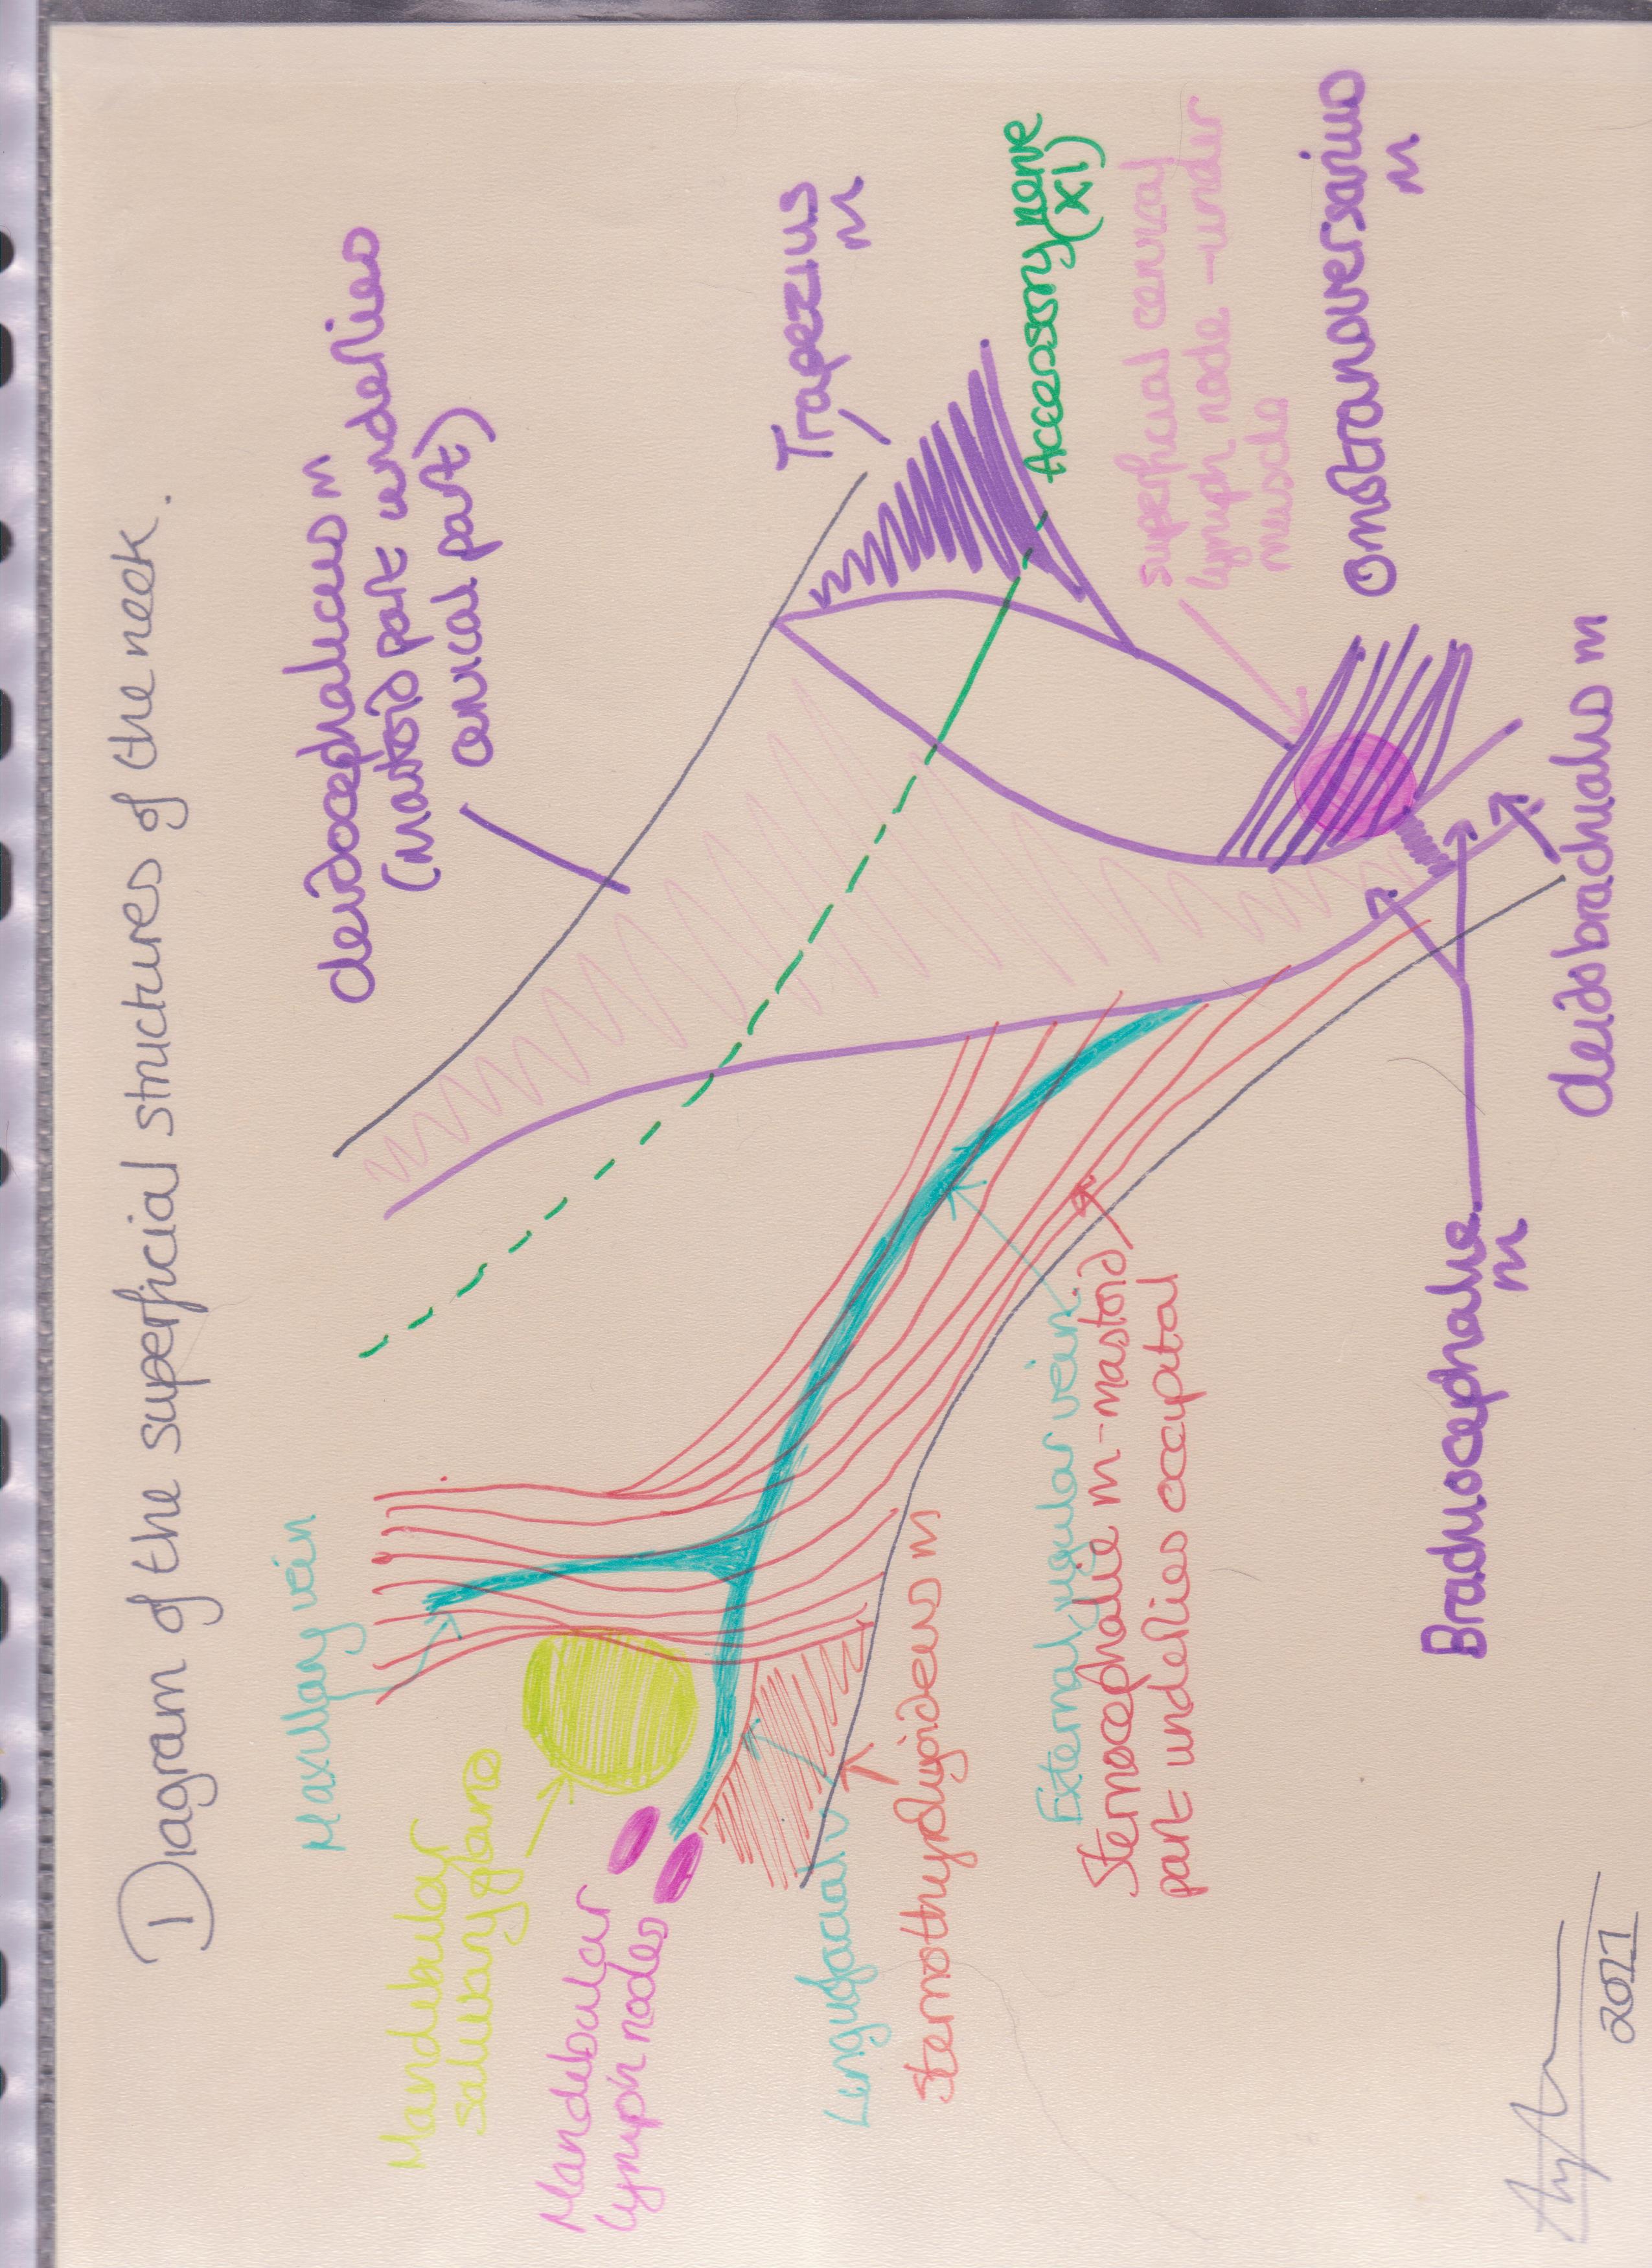 Diagram of the superficial structures of the neck.
cleidocephalicus m
(mastoid part underlies
cervical part)
Trapezius
m
Accessory nerve
(XI)
superficial cervical
lymph node - under
muscle
Omotransversarius
m
Cleidobrachialis m
Brachiocephalic
m
Maxillary vein
Mandibular
salivary gland
Mandibular
lymph nodes
Linguofacial v
Sternothyrohyoideus m
External jugular vein
Sternocephalic m - mastoid
part underlies occipital
2021